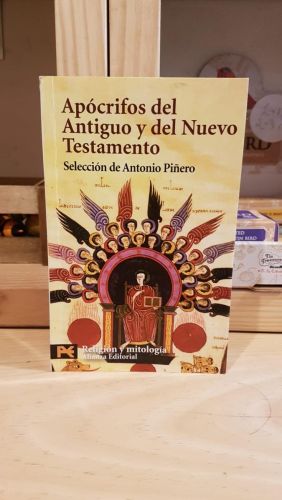 Apócrifos del
Antiguo y del Nuevo
Testamento
Selección de Antonio Piñero
Religión y mitología
Alianza Editorial